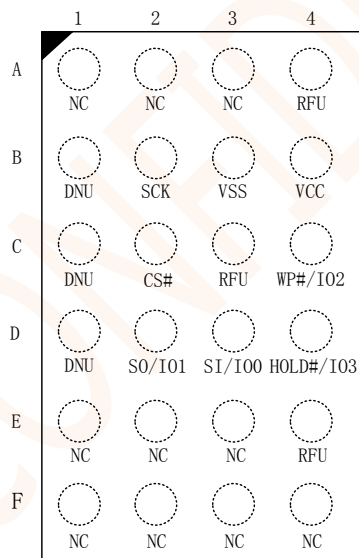 1 2 3 4
A
NC NC NC RFU
B
DNU SCK VSS VCC
C
DNU CS# RFU WP#/IO2
D
DNU SO/IO1 SI/IO0 HOLD#/IO3
E
NC NC NC RFU
F
NC NC NC NC